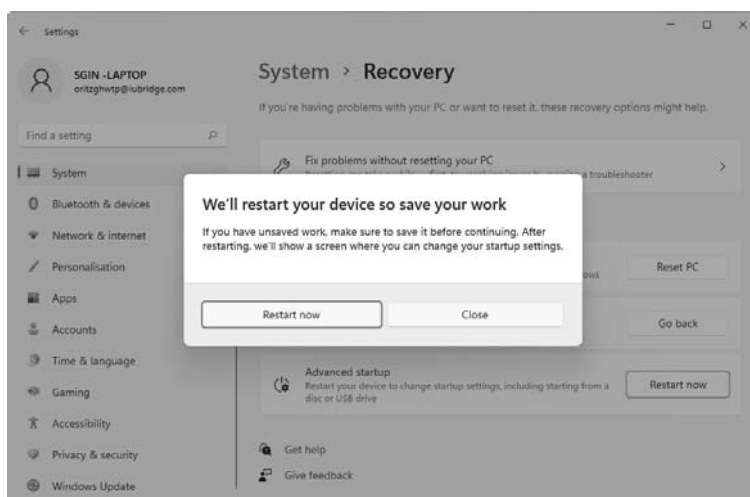 Settings
SGIN -LAPTOP
oritzghwtp@iubridge.com
Find a setting
System
Bluetooth & devices
Network & internet
Personalisation
Apps
Accounts
Time & language
Gaming
Accessibility
Privacy & security
Windows Update
System > Recovery
If you're having problems with your PC or want to reset it, these recovery options might help.
Fix problems without resetting your PC
a troubleshooter
We'll restart your device so save your work
If you have unsaved work, make sure to save it before continuing. After
restarting, we'll show a screen where you can change your startup settings.
Restart now
Close
ows
Reset PC
Go back
Advanced startup
Restart your device to change startup settings, including starting from a
disc or USB drive
Restart now
Get help
Give feedback